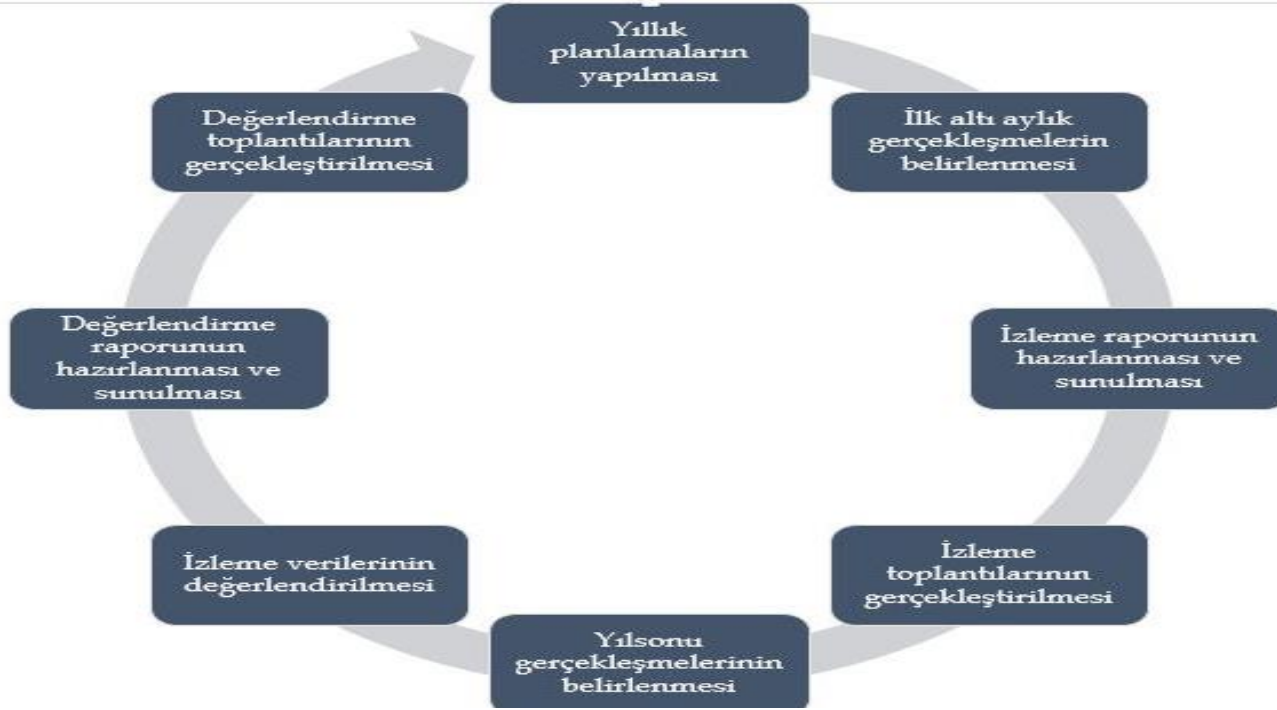 Yıllık
planlamaların
yapılması
İlk altı aylık
gerçekleşmelerin
belirlenmesi
İzleme raporunun
hazırlanması ve
sunulması
İzleme
toplantılarının
gerçekleştirilmesi
Yılsonu
gerçekleşmelerinin
belirlenmesi
İzleme verilerinin
değerlendirilmesi
Değerlendirme
raporunun
hazırlanması ve
sunulması
Değerlendirme
toplantılarının
gerçekleştirilmesi